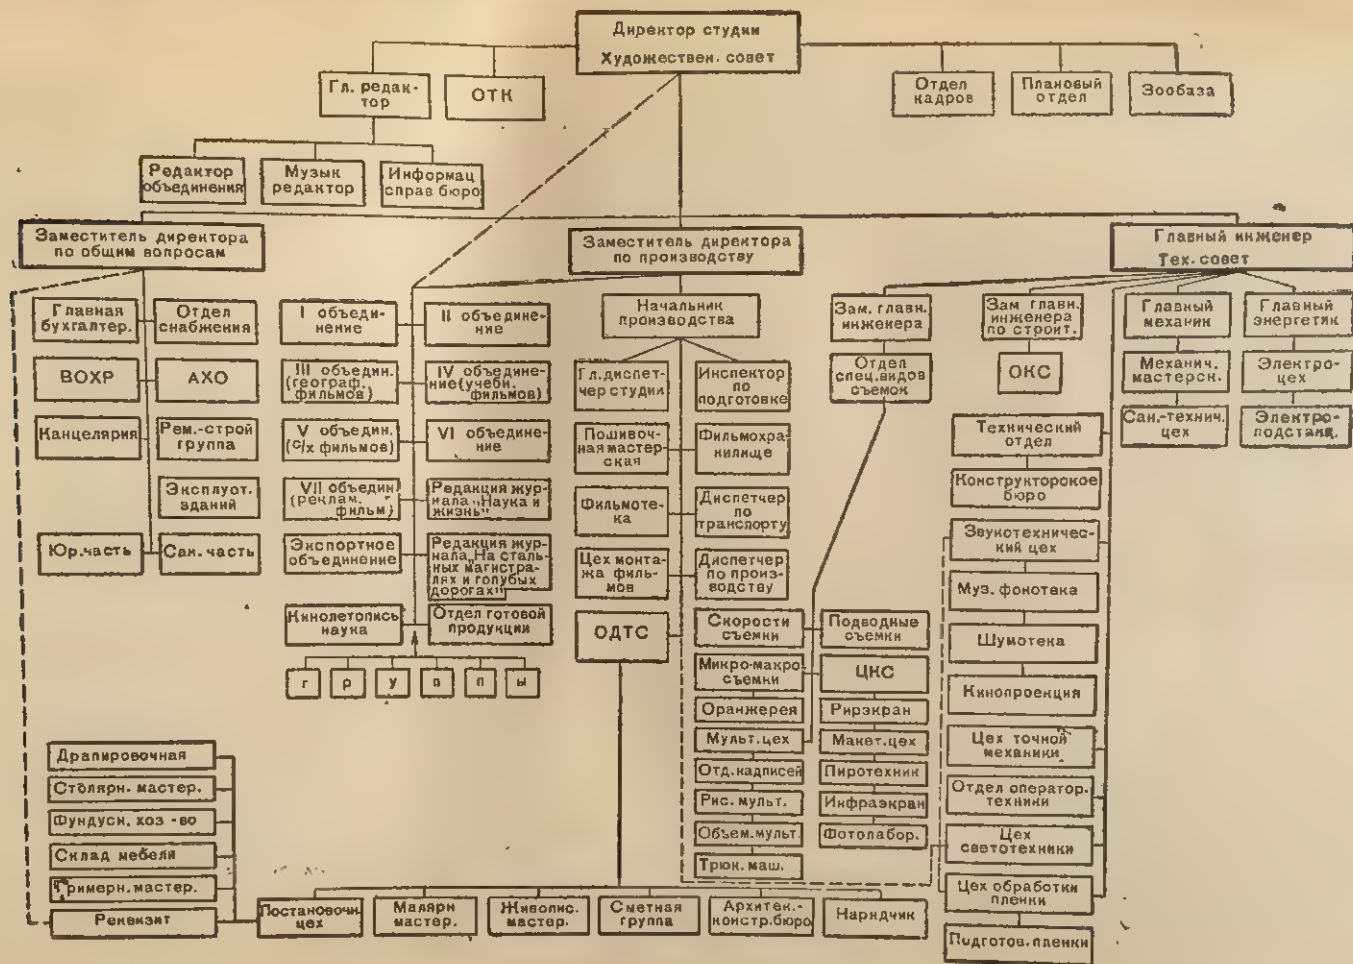 Директор студии
Художествен. совет
Гл. редак-
тор
ОТК
Отдел
кадров
Плановый
отдел
Зообаза
Редактор
объединения
Музык
редактор
Информац
справ бюро
Заместитель директора
по общим вопросам
Заместитель директора
по производству
Главный инженер
Тех. совет
Главная
бухгалтер.
Отдел
снабжения
ВОХР
АХО
Канцелярия
Рем.-строй
группа
Эксплуат.
зданий
Юр. часть
Сан. часть
I объеди-
нение
II объедине-
ние
III объедин.
(географ.
фильмов)
IV объедине-
ние (учебн.
фильмов)
V объедин.
(с/х фильмов)
VI объедине-
ние
VII объедин
(реклам.
фильм)
Редакция жур-
нала „Наука и
жизнь"
Экспортное
объединение
Редакция жур-
нала „На сталь-
ных магистра-
лях и голубых
дорогах"
Кинолетопись
наука
Отдел готовой
продукции
г р у п п ы
Начальник
производства
Гл. диспет-
чер студии
Инспектор
по
подготовке
Пошивоч-
ная мастер-
ская
Фильмохра-
нилище
Фильмоте-
ка
Диспетчер
по
транспорту
Цех монта-
жа филь-
мов
Диспетчер
по произ-
водству
ОДТС
Зам. главн.
инженера
Отдел
спец. видов
съемок
Скорости
съемки
Подводные
съемки
Микро-макро
съемки
ЦКС
Оранжерея
Рирэкран
Мульт. цех
Макет. цех
Отд. надписей
Пиротехник
Рис. мульт.
Инфраэкран
Объем. мульт.
Фотолабор.
Трюк. маш.
Зам главн.
инженера
по строит.
ОКС
Главный
механик
Главный
энергетик
Механич.
мастерск.
Электро-
цех
Сан.-технич.
цех
Электро-
подстанц.
Технический
отдел
Конструкторское
бюро
Звукотехничес-
кий цех
Муз. фонотека
Шумотека
Кинопроекция
Цех точной
механики
Отдел оператор.
техники
Цех
светотехники
Цех обработки
пленки
Подготов. пленки
Драпировочная
Столярн. мастер.
Фундусн. хоз-во
Склад мебели
Гримерн. мастер.
Реквизит
Постановочн.
цех
Малярн
мастер.
Живопис.
мастер.
Сметная
группа
Архитек.-
констр. бюро
Нарядчик